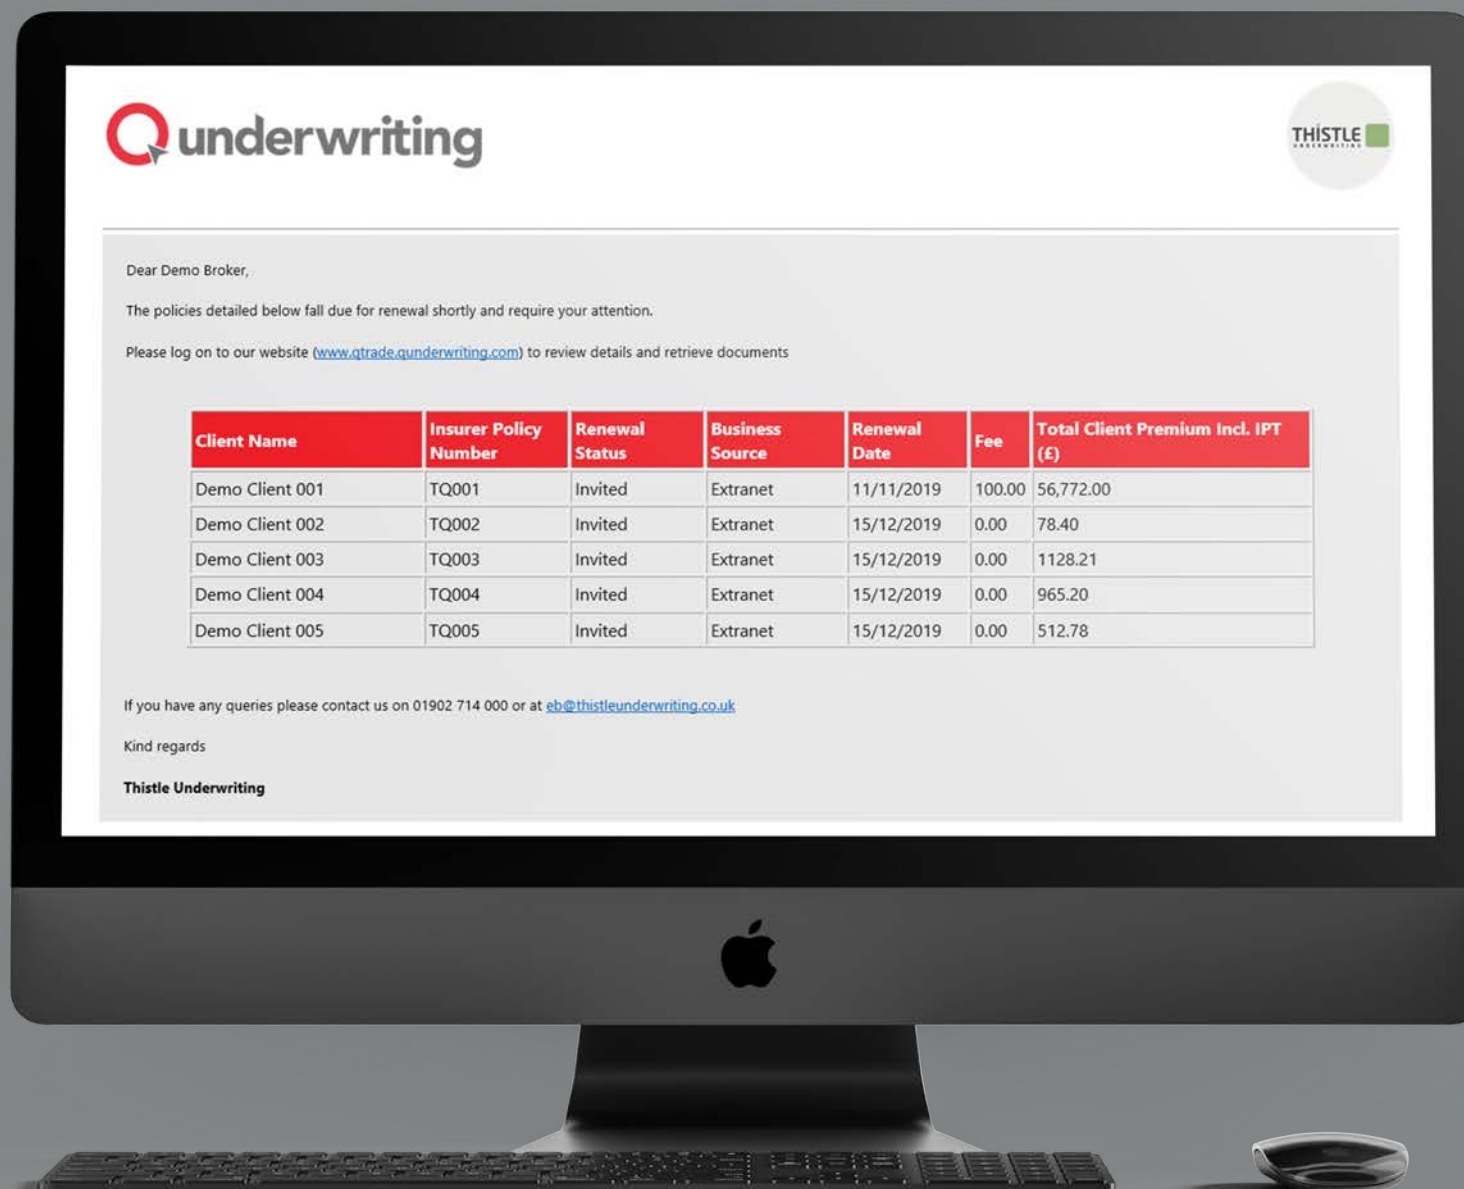 Qunderwriting
THISTLE
UNDERWRITING
Dear Demo Broker,
The policies detailed below fall due for renewal shortly and require your attention.
Please log on to our website (www.qtrade.qunderwriting.com) to review details and retrieve documents
Client Name Insurer Policy Number Renewal Status Business Source Renewal Date Fee Total Client Premium Incl. IPT (£)
Demo Client 001 TQ001 Invited Extranet 11/11/2019 100.00 56,772.00
Demo Client 002 TQ002 Invited Extranet 15/12/2019 0.00 78.40
Demo Client 003 TQ003 Invited Extranet 15/12/2019 0.00 1128.21
Demo Client 004 TQ004 Invited Extranet 15/12/2019 0.00 965.20
Demo Client 005 TQ005 Invited Extranet 15/12/2019 0.00 512.78
If you have any queries please contact us on 01902 714 000 or at eb@thistleunderwriting.co.uk
Kind regards
Thistle Underwriting